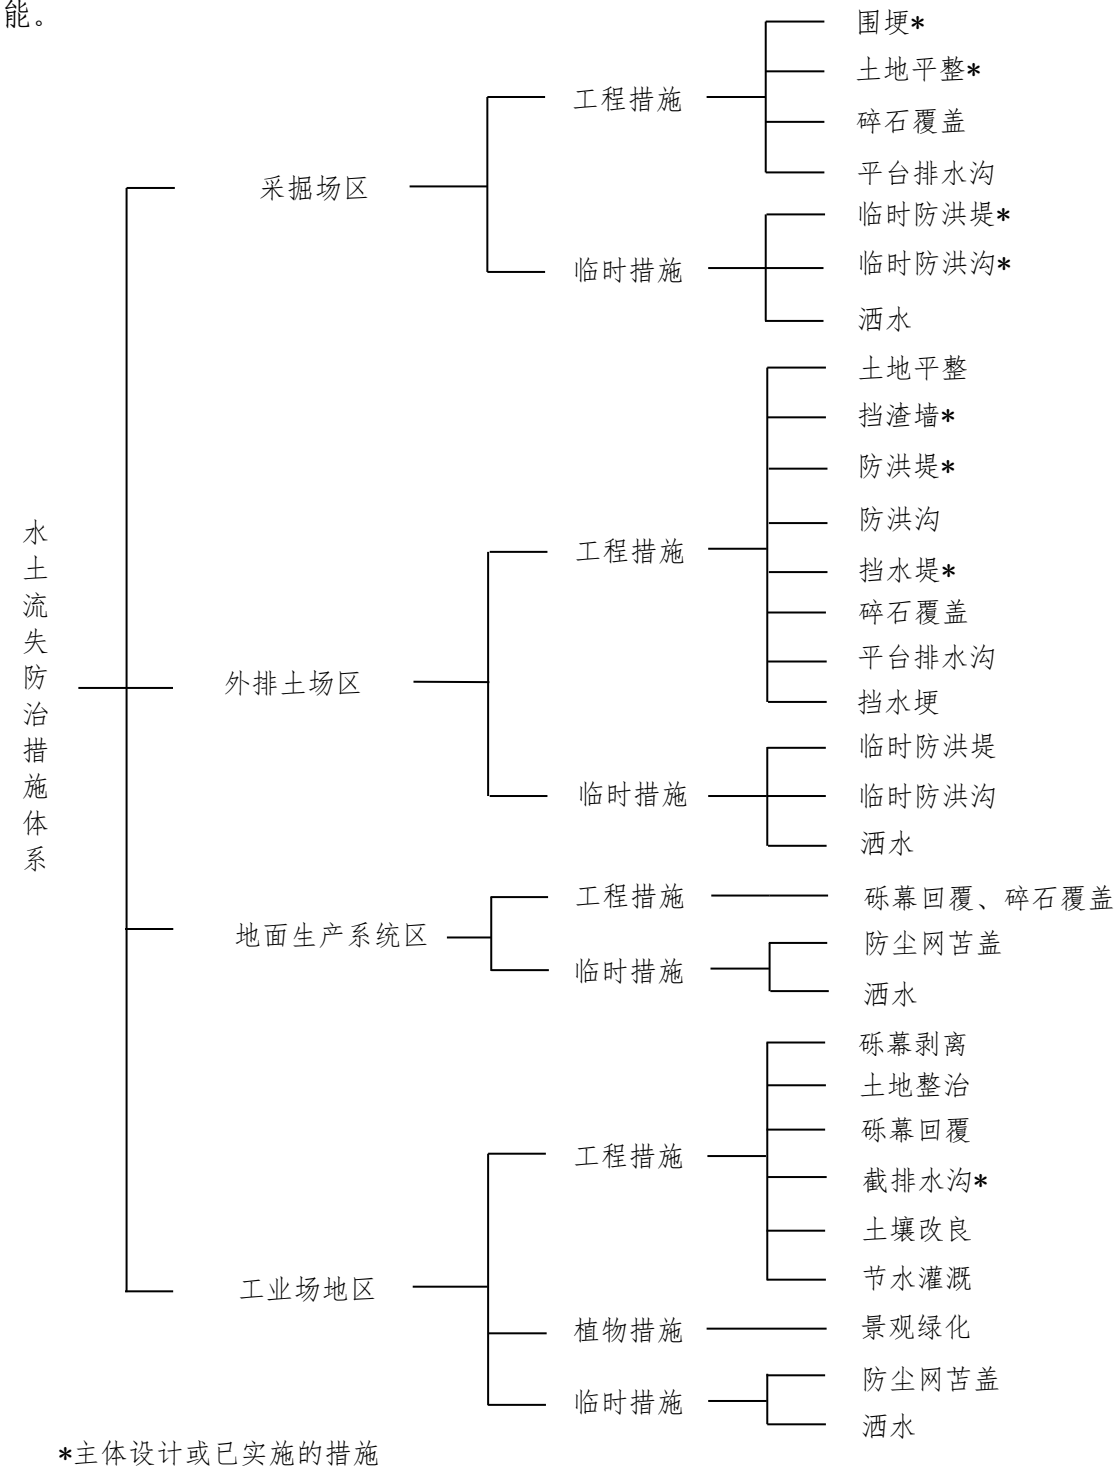 能。
水土流失防治措施体系
采掘场区
工程措施
围埂*
土地平整*
碎石覆盖
平台排水沟
临时措施
临时防洪堤*
临时防洪沟*
洒水
外排土场区
工程措施
土地平整
挡渣墙*
防洪堤*
防洪沟
挡水堤*
碎石覆盖
平台排水沟
挡水埂
临时措施
临时防洪堤
临时防洪沟
洒水
地面生产系统区
工程措施
砾幕回覆、碎石覆盖
临时措施
防尘网苫盖
洒水
工业场地区
工程措施
砾幕剥离
土地整治
砾幕回覆
截排水沟*
土壤改良
节水灌溉
植物措施
景观绿化
临时措施
防尘网苫盖
洒水
*主体设计或已实施的措施